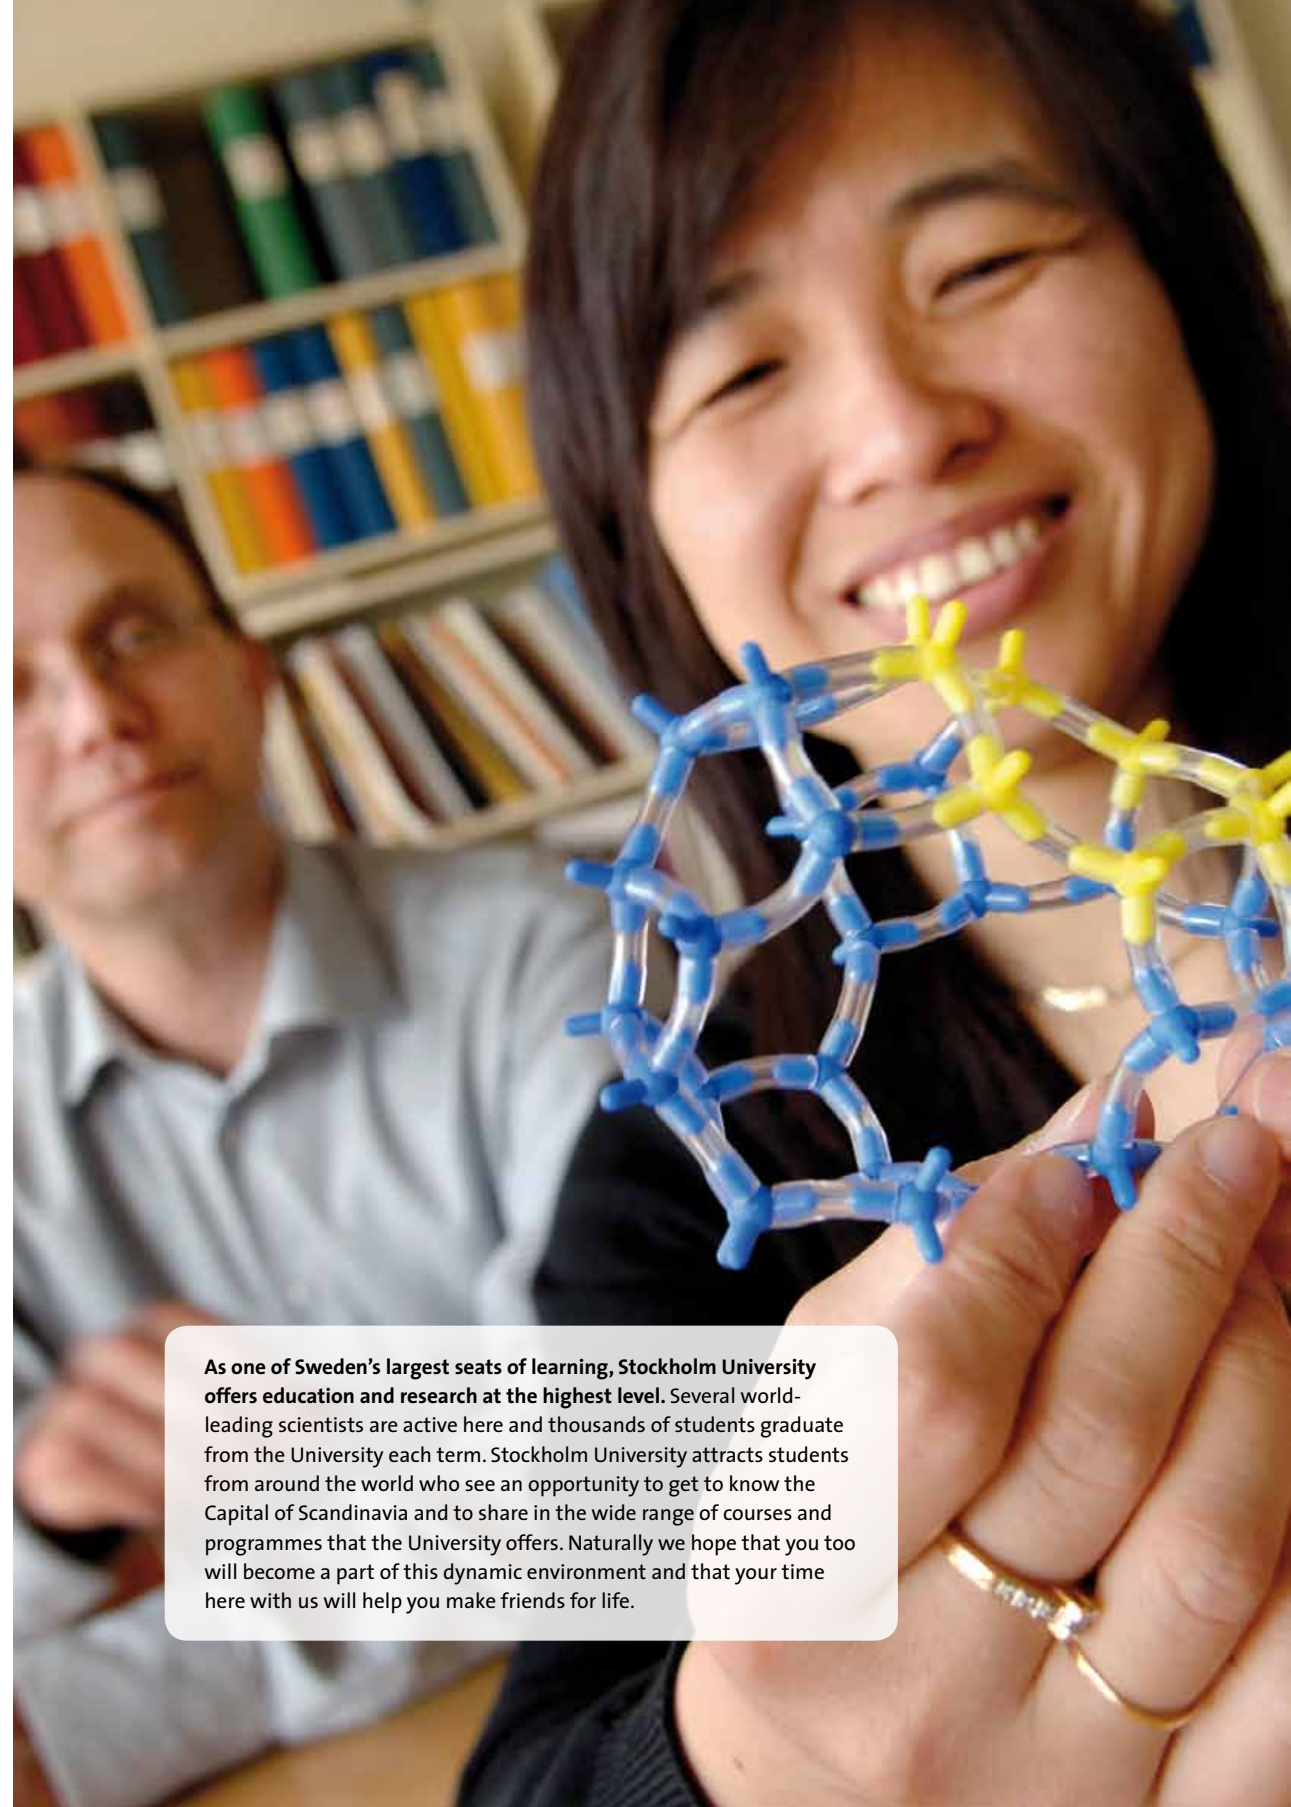 As one of Sweden's largest seats of learning, Stockholm University
offers education and research at the highest level. Several world-
leading scientists are active here and thousands of students graduate
from the University each term. Stockholm University attracts students
from around the world who see an opportunity to get to know the
Capital of Scandinavia and to share in the wide range of courses and
programmes that the University offers. Naturally we hope that you too
will become a part of this dynamic environment and that your time
here with us will help you make friends for life.